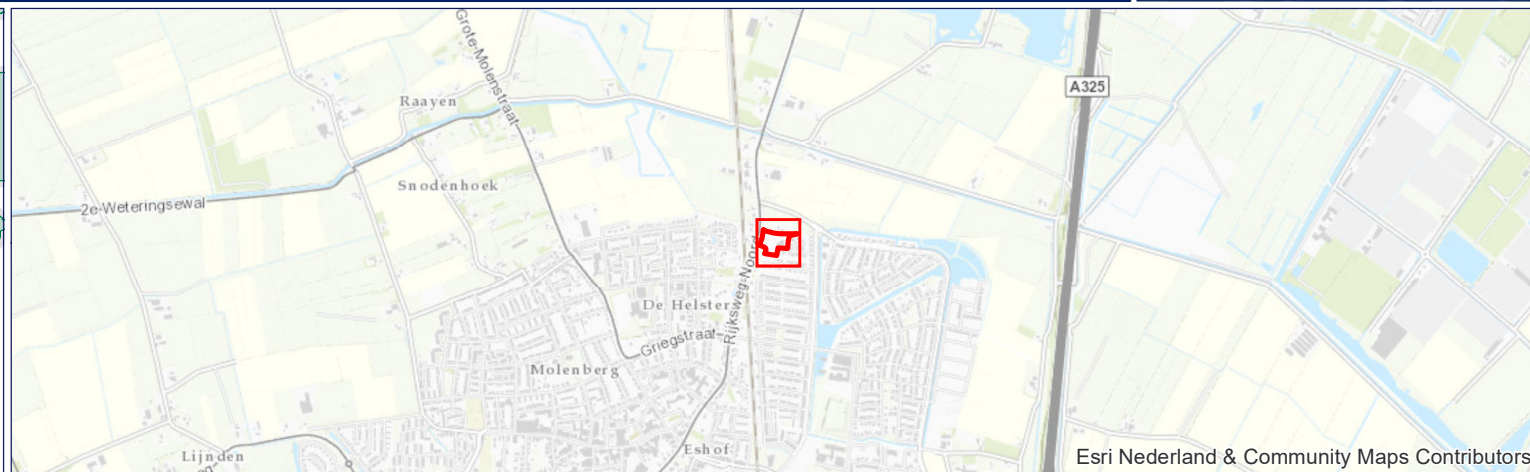 Grote-Molenstraat
A325
Raayen
Snodenhoek
2e-Weteringsewal
Rijksweg-Noord
De Helster
Griegstraat
Molenberg
Eshof
Lijnden
Esri Nederland & Community Maps Contributors